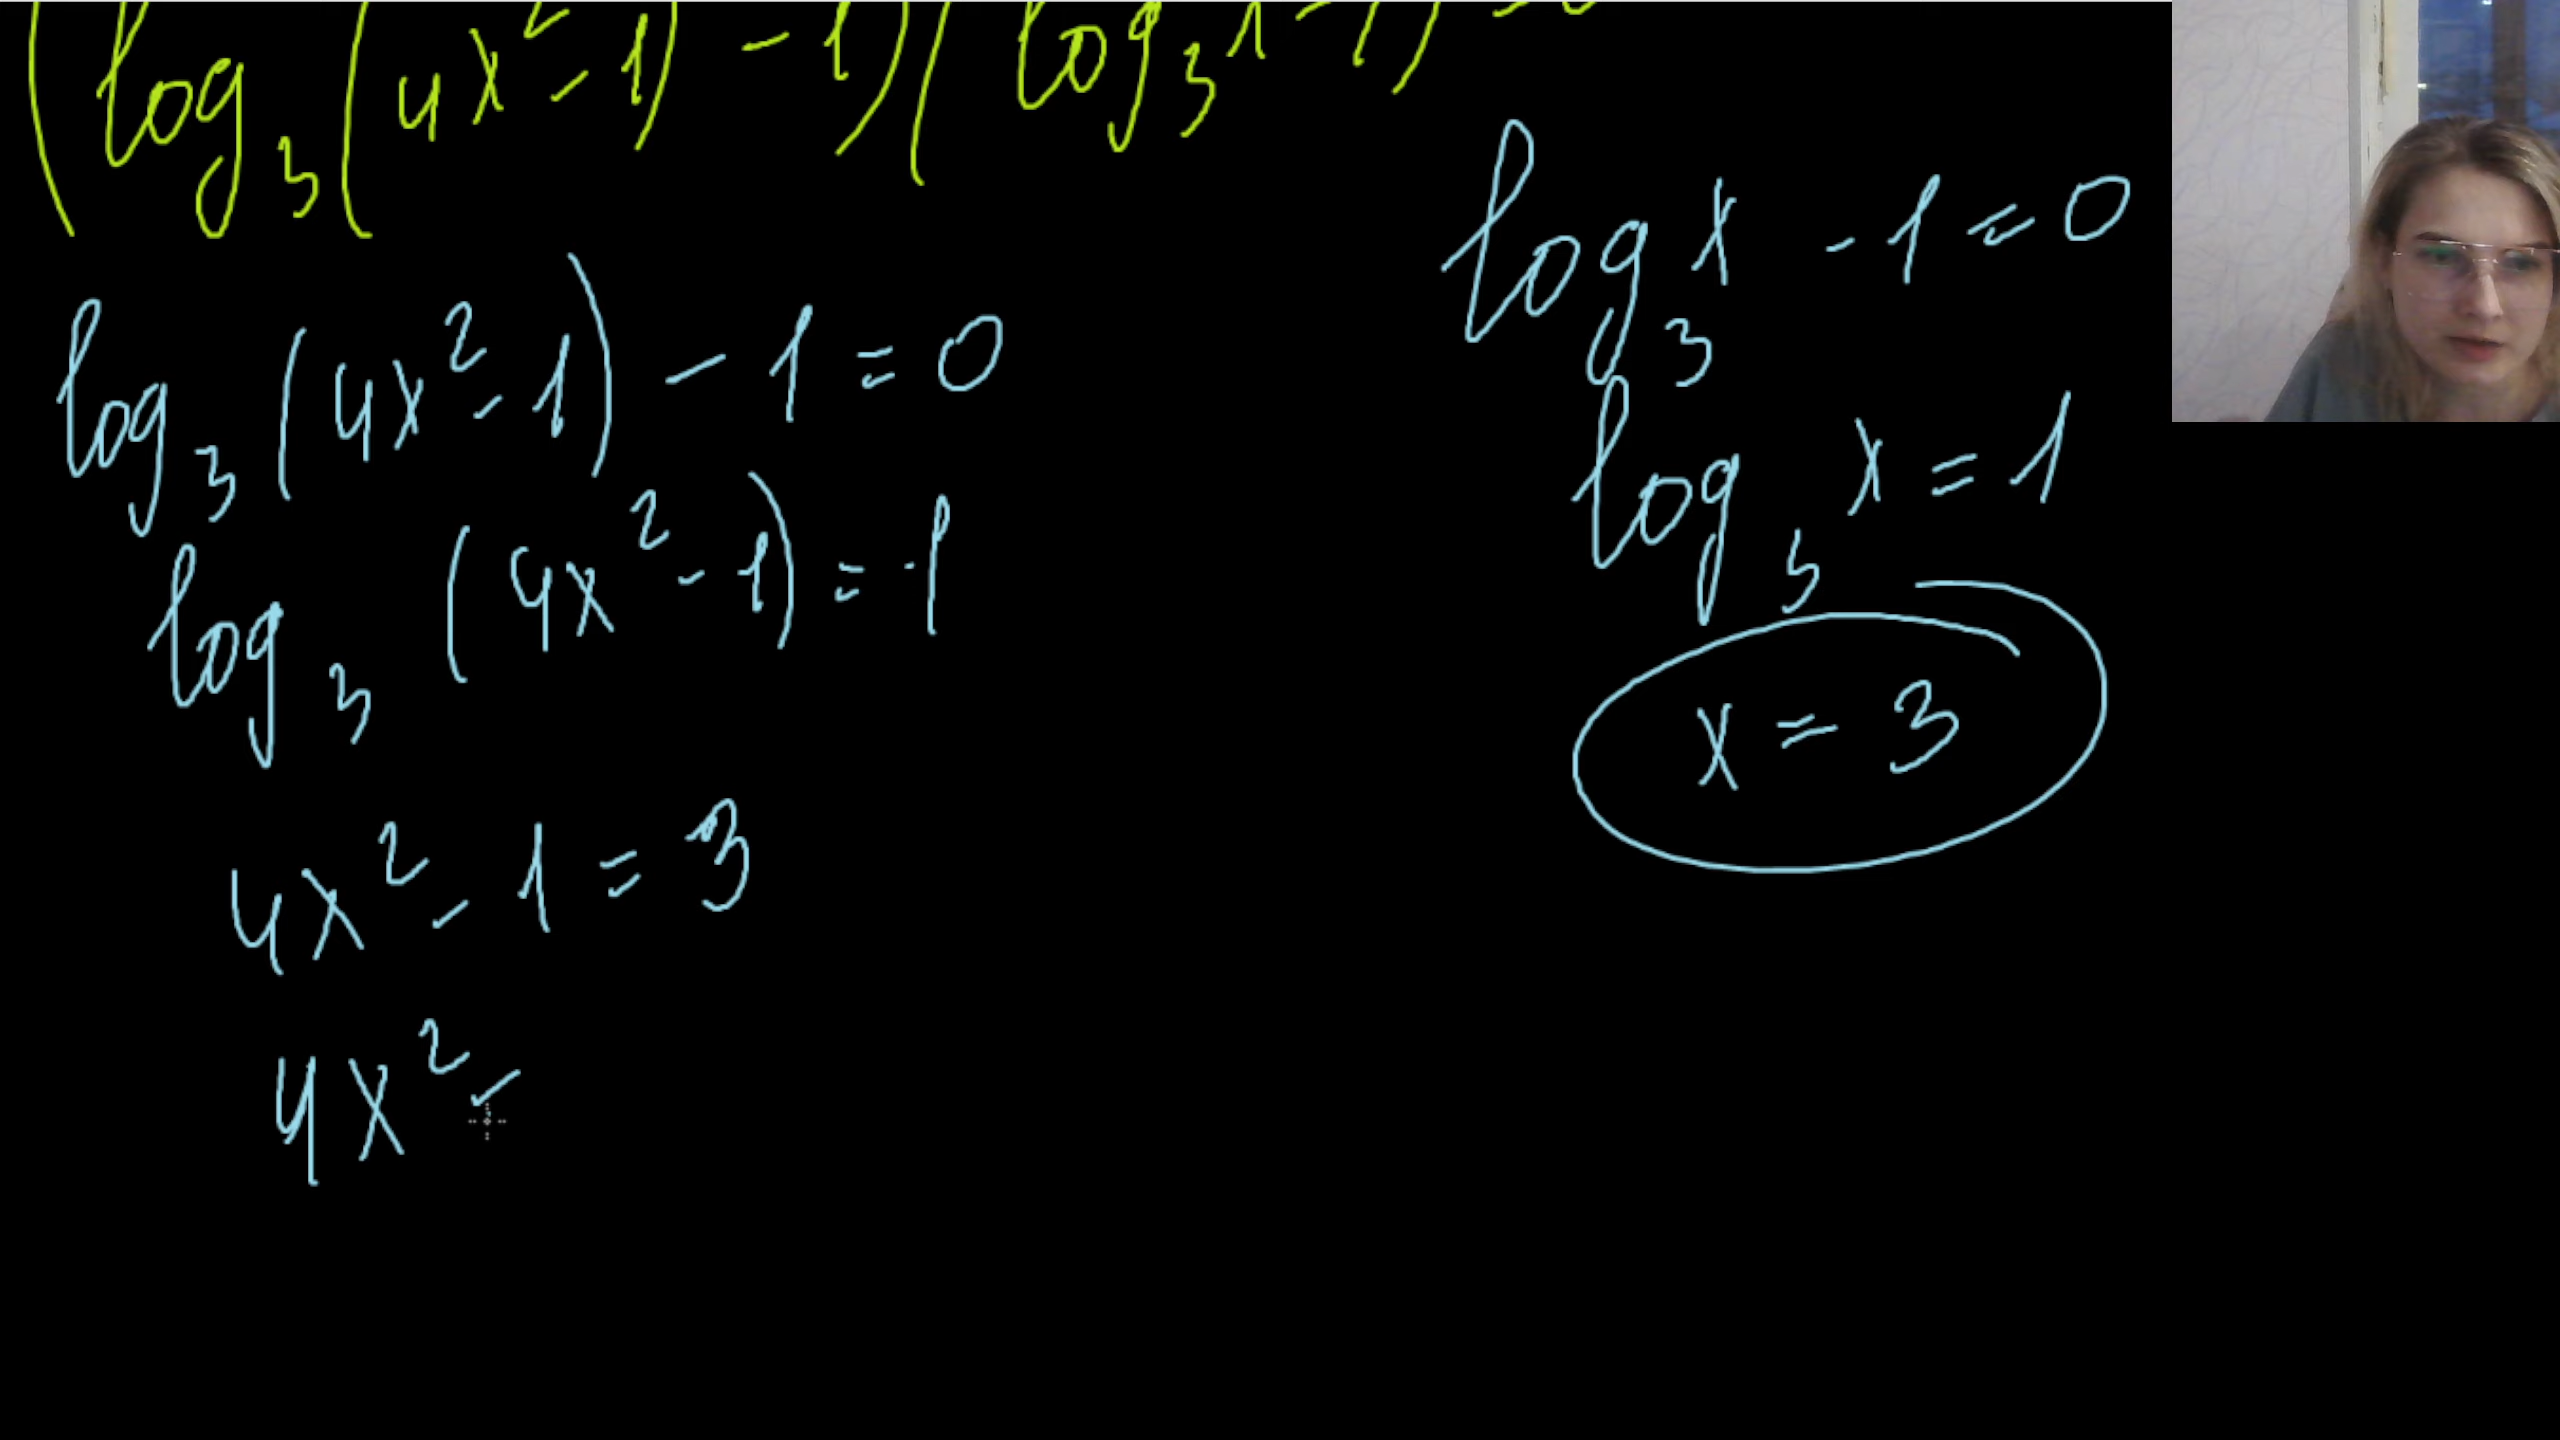 (log₃(4x²-1)-1)(log₃x-1)=0
log₃(4x²-1)-1=0
log₃(4x²-1)=1
4x²-1=3
4x²-
log₃x-1=0
log₃x=1
x=3